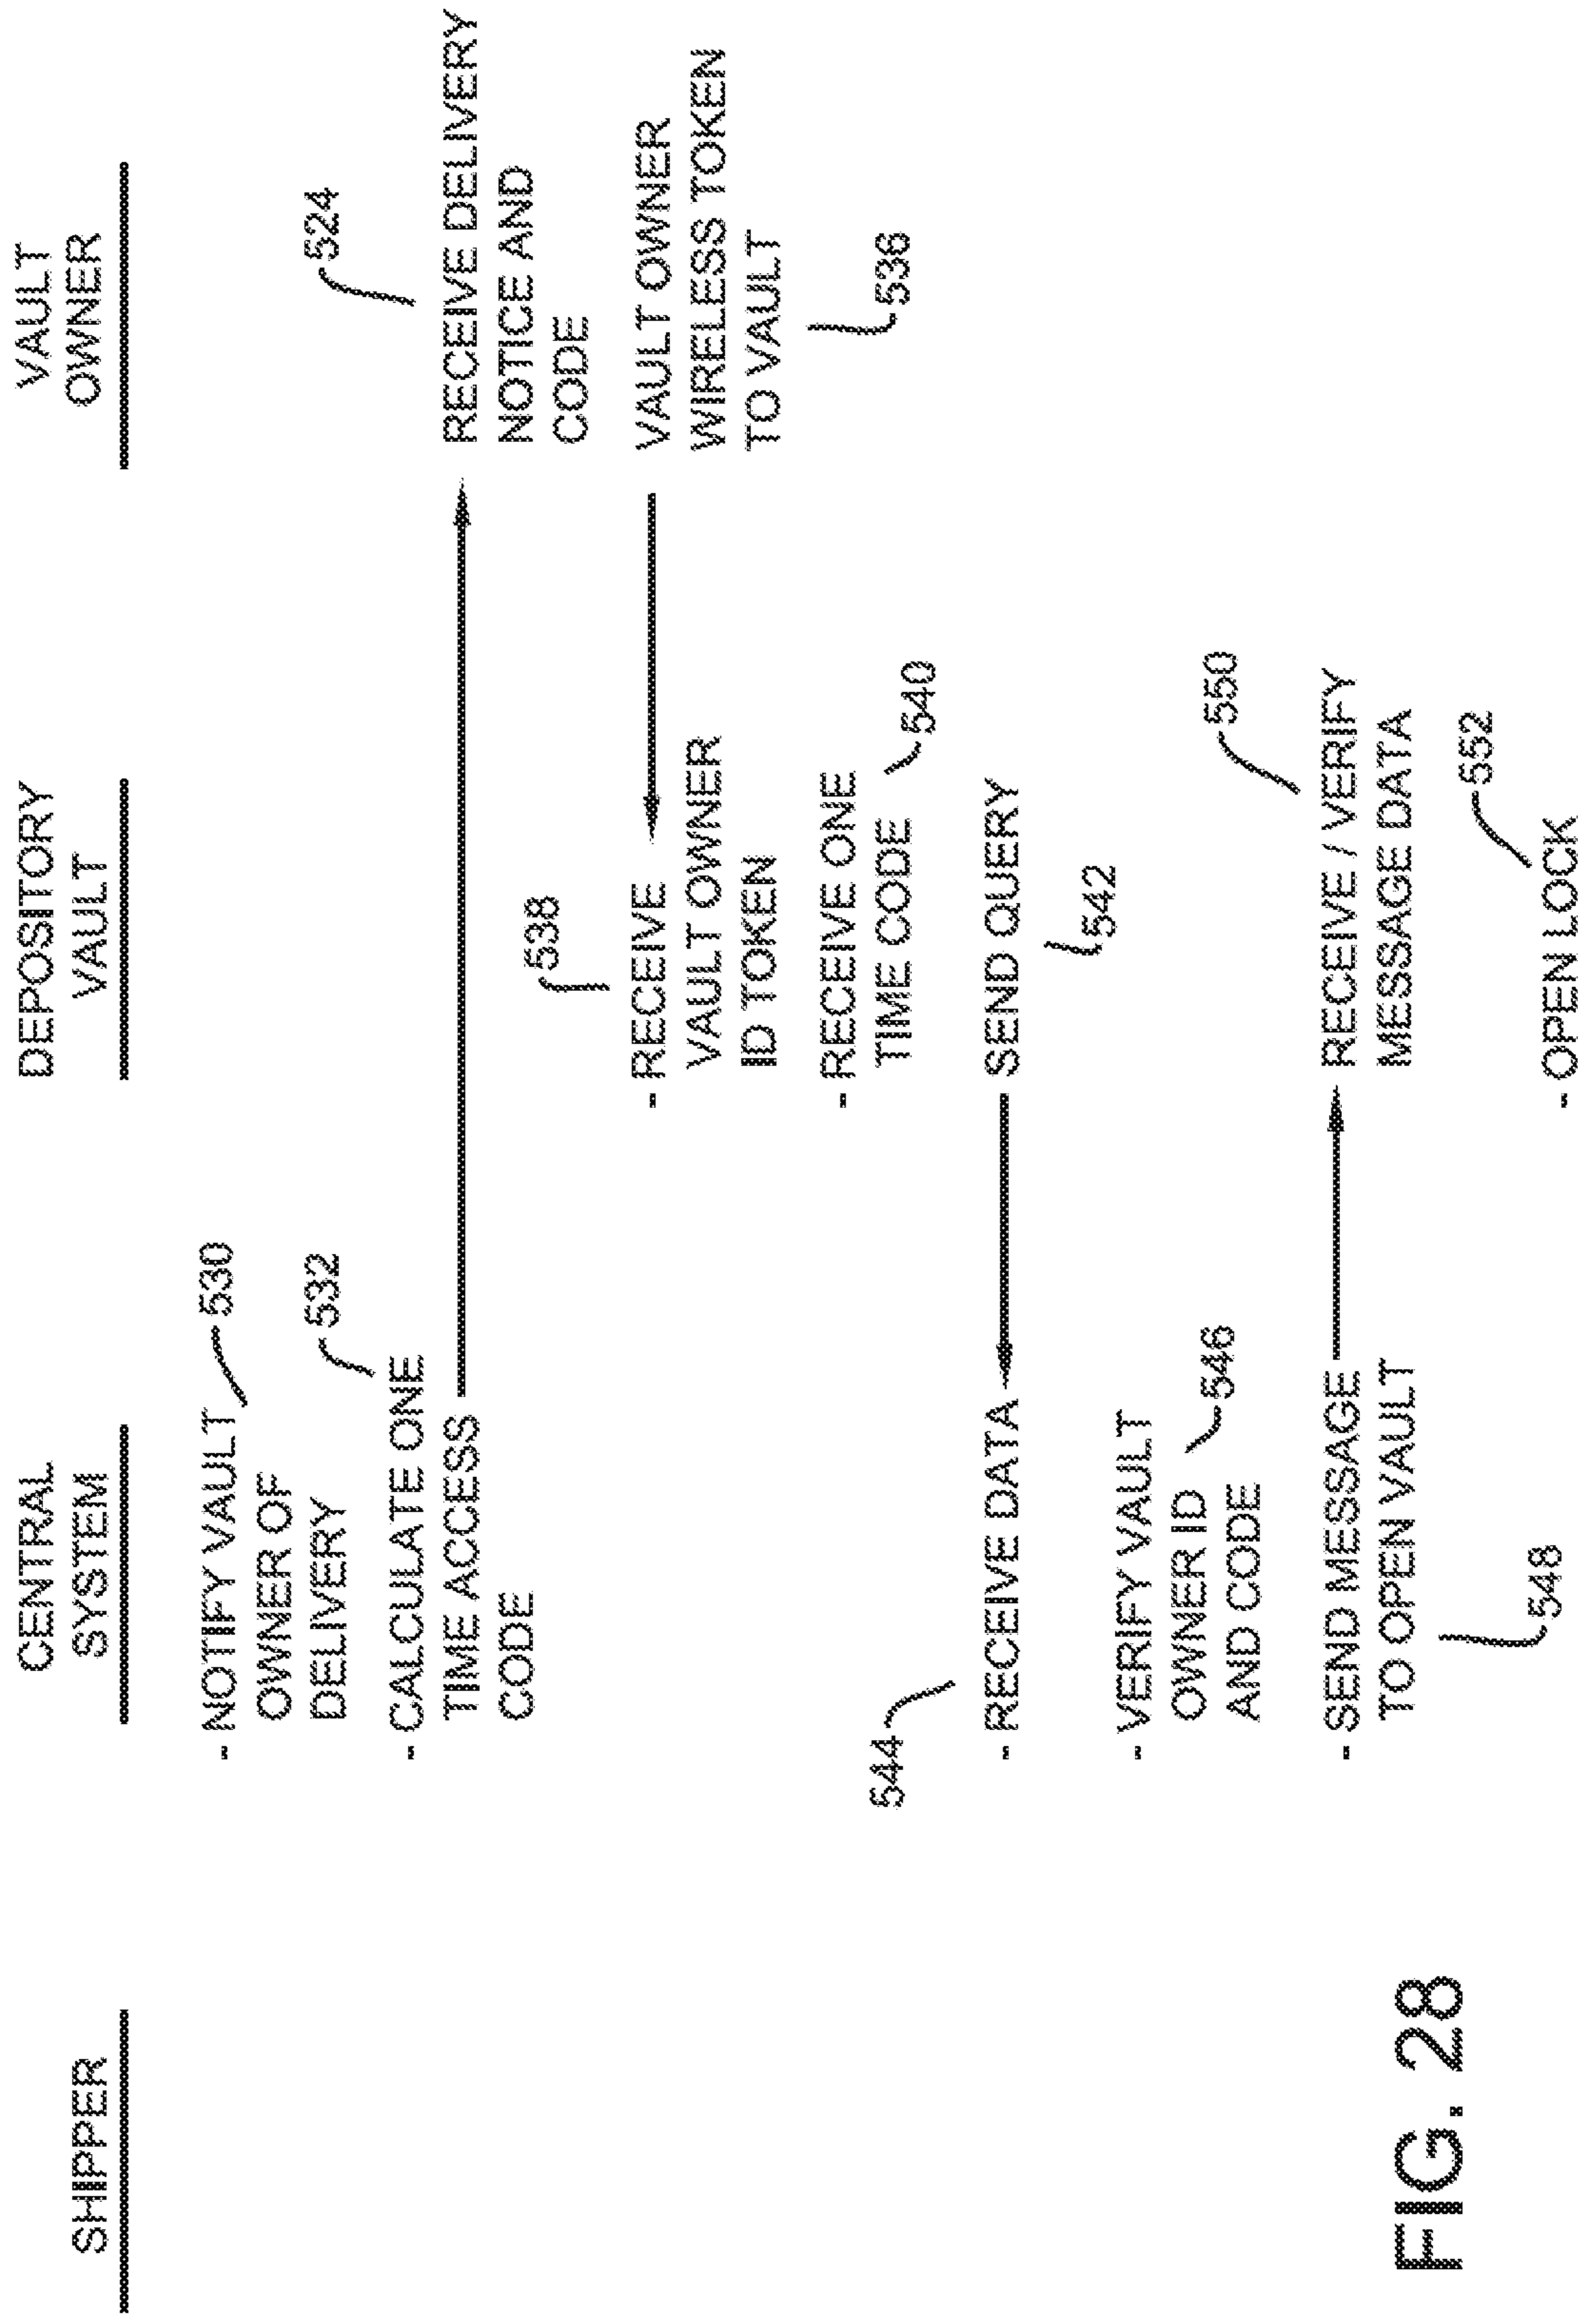 SHIPPER
CENTRAL
SYSTEM
DEPOSITORY
VAULT
VAULT
OWNER
- NOTIFY VAULT
OWNER OF
DELIVERY
530
- CALCULATE ONE
TIME ACCESS
CODE
532
524
RECEIVE DELIVERY
NOTICE AND
CODE
VAULT OWNER
WIRELESS TOKEN
TO VAULT
536
538
- RECEIVE
VAULT OWNER
ID TOKEN
- RECEIVE ONE
TIME CODE
540
- SEND QUERY
542
544
- RECEIVE DATA
- VERIFY VAULT
OWNER ID
AND CODE
546
- SEND MESSAGE
TO OPEN VAULT
548
550
RECEIVE / VERIFY
MESSAGE DATA
552
- OPEN LOCK
FIG. 28